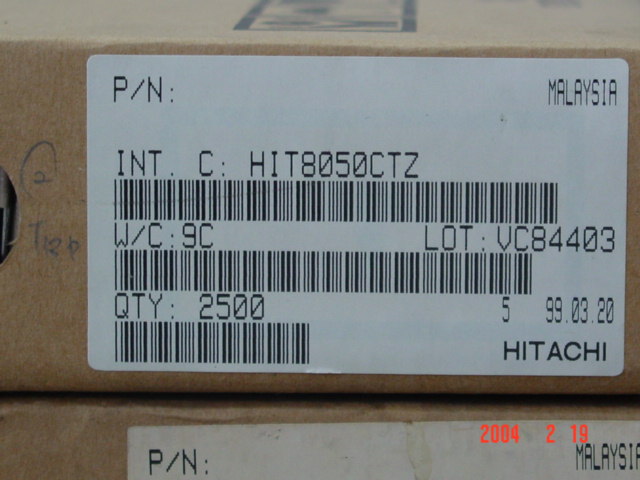 P/N: MALAYSIA
INT. C: HIT8050CTZ
W/C:9C LOT:VC84403
QTY: 2500 5 99.03.20
HITACHI
2004 2 19
P/N: MALAYSIA